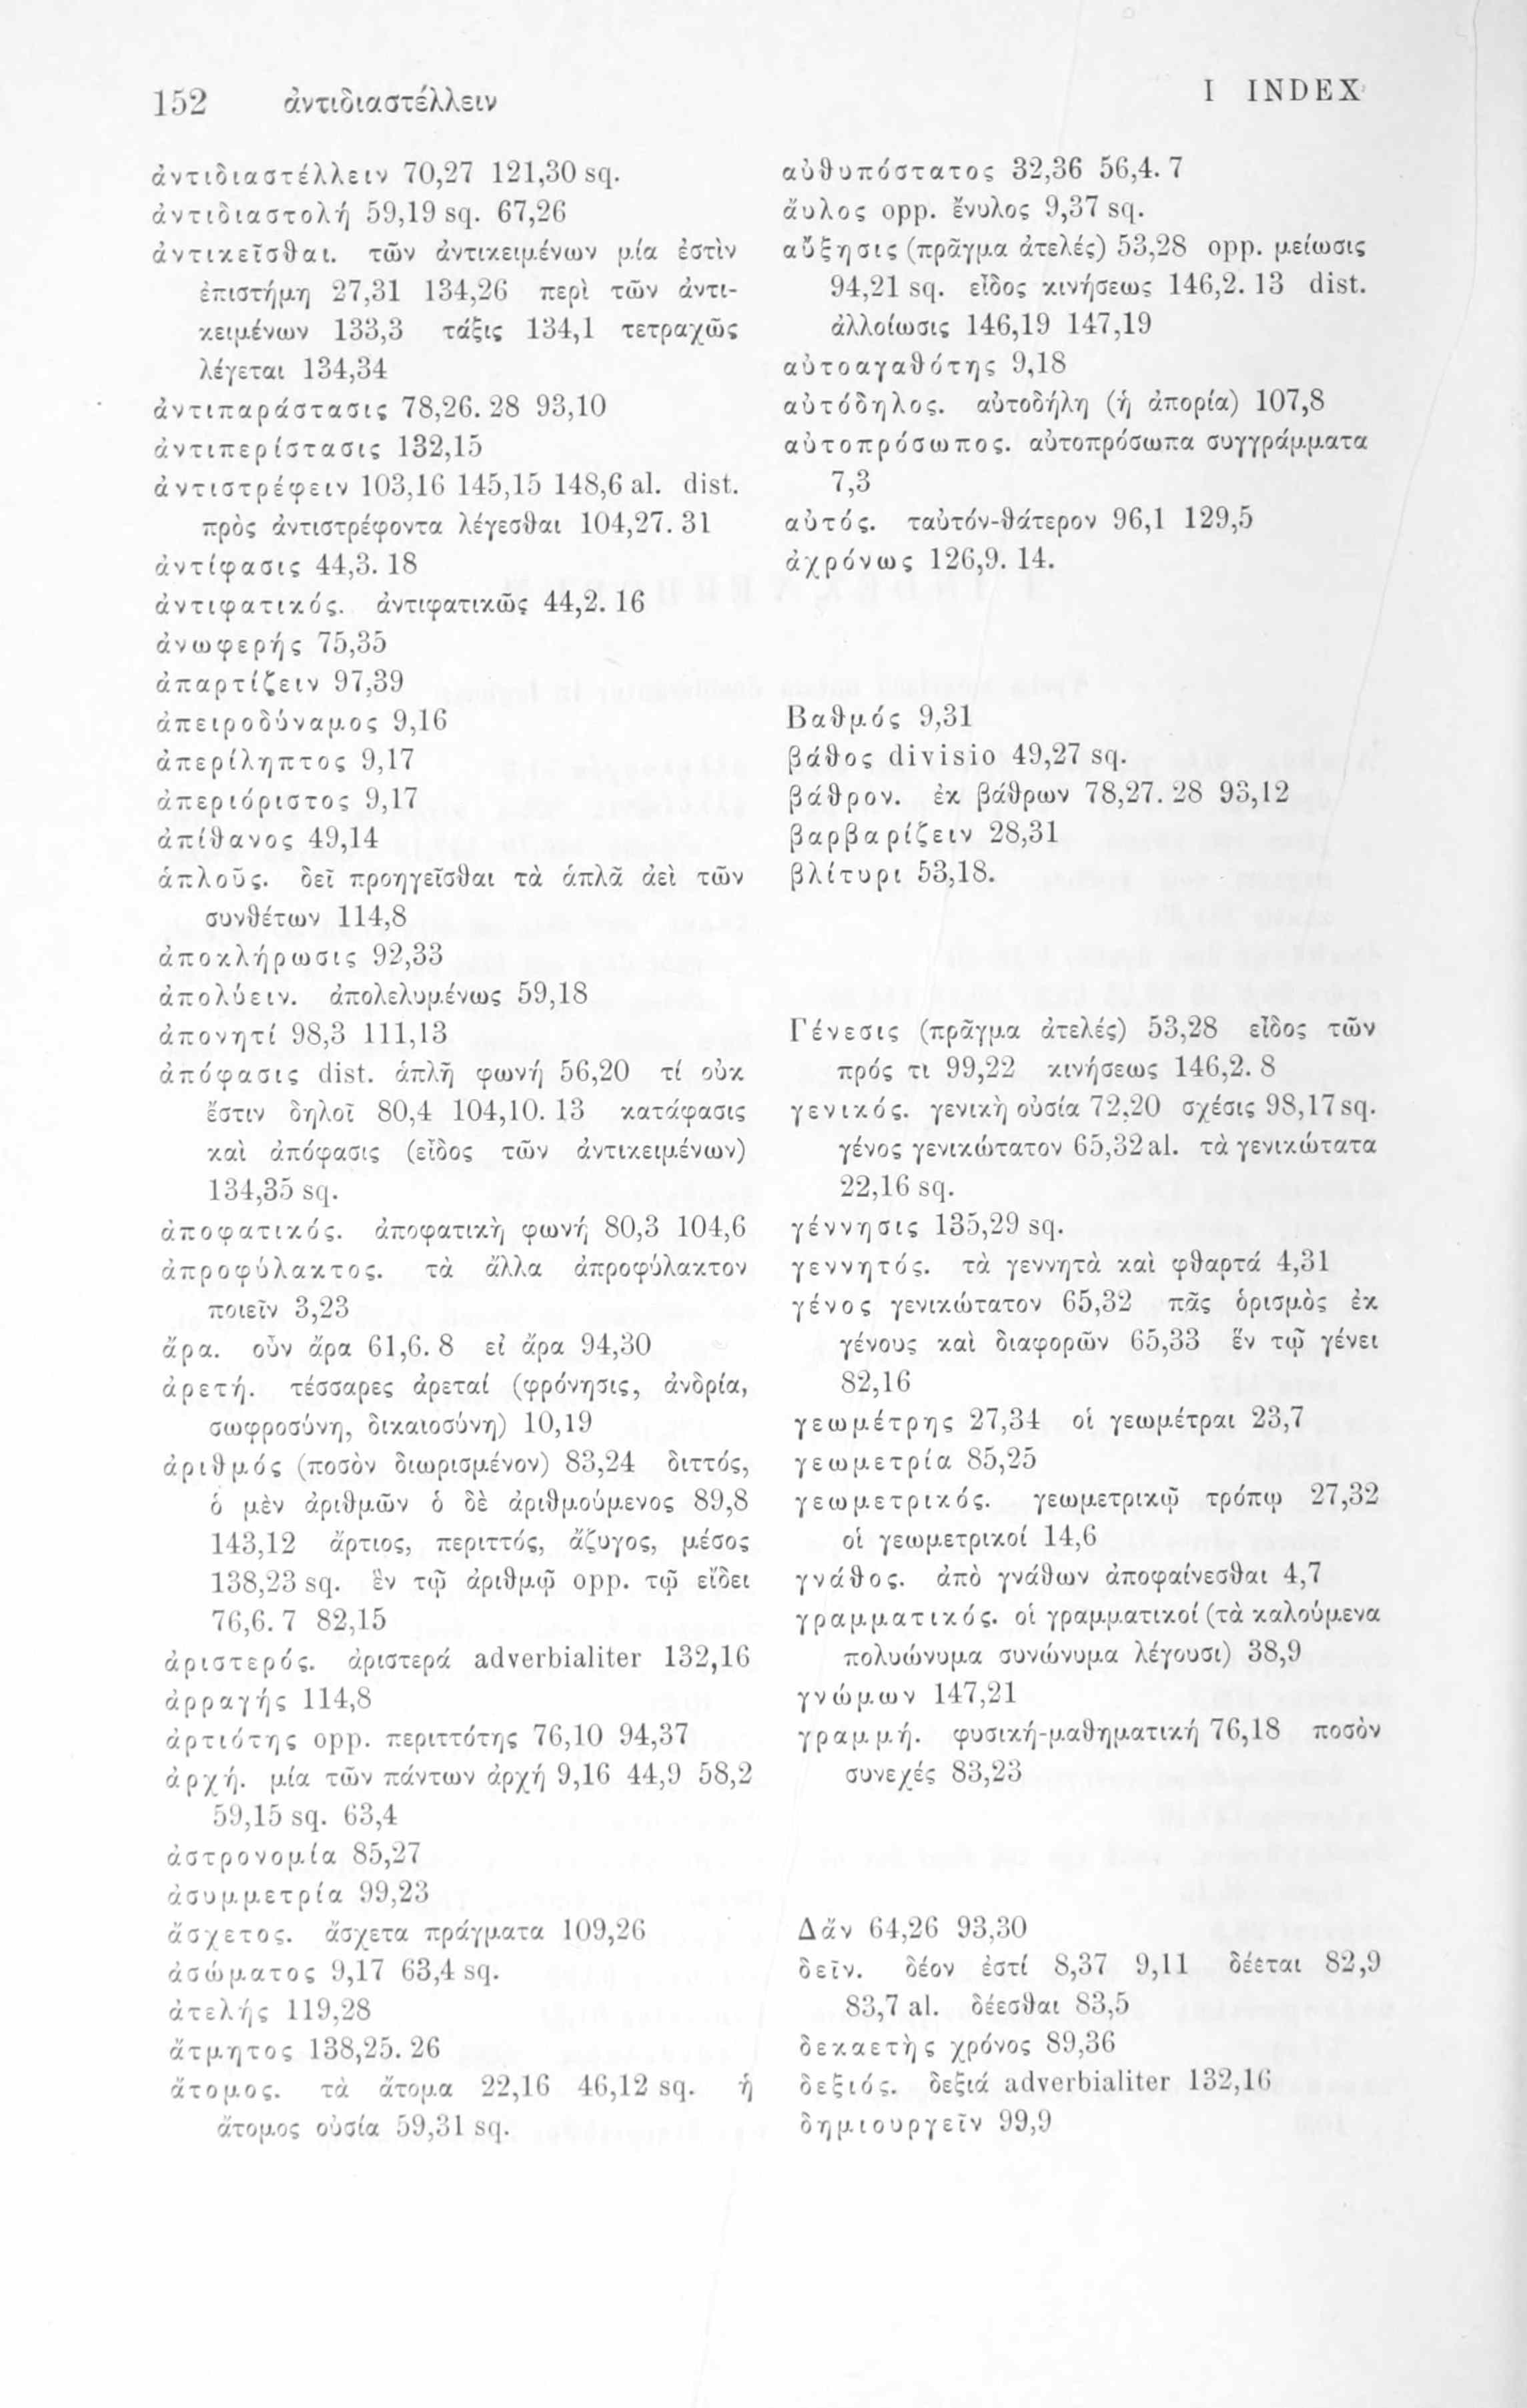 152 ἀντιδιαστέλλειν I INDEX
ἀντιδιαστέλλειν 70,27 121,30 sq.
ἀντιδιαστολή 59,19 sq. 67,26
ἀντικεῖσθαι. τῶν ἀντικειμένων μία ἐστὶν
ἐπιστήμη 27,31 134,26 περὶ τῶν ἀντι-
κειμένων 133,3 τάξις 134,1 τετραχῶς
λέγεται 134,34
ἀντιπαράστασις 78,26. 28 93,10
ἀντιπερίστασις 132,15
ἀντιστρέφειν 103,16 145,15 148,6 al. dist.
πρὸς ἀντιστρέφοντα λέγεσθαι 104,27. 31
ἀντίφασις 44,3. 18
ἀντιφατικός. ἀντιφατικῶς 44,2. 16
ἀνωφερής 75,35
ἀπαρτίζειν 97,39
ἀπειροδύναμος 9,16
ἀπερίληπτος 9,17
ἀπεριόριστος 9,17
ἀπίθανος 49,14
ἁπλοῦς. δεῖ προηγεῖσθαι τὰ ἁπλᾶ ἀεὶ τῶν
συνθέτων 114,8
ἀποκλήρωσις 92,33
ἀπολύειν. ἀπολελυμένως 59,18
ἀπονητί 98,3 111,13
ἀπόφασις dist. ἁπλῆ φωνή 56,20 τί οὐκ
ἔστιν δηλοῖ 80,4 104,10. 13 κατάφασις
καὶ ἀπόφασις (εἶδος τῶν ἀντικειμένων)
134,35 sq.
ἀποφατικός. ἀποφατικὴ φωνή 80,3 104,6
ἀπροφύλακτος. τὰ ἄλλα ἀπροφύλακτον
ποιεῖν 3,23
ἄρα. οὖν ἄρα 61,6. 8 εἰ ἄρα 94,30
ἀρετή. τέσσαρες ἀρεταί (φρόνησις, ἀνδρία,
σωφροσύνη, δικαιοσύνη) 10,19
ἀριθμός (ποσὸν διωρισμένον) 83,24 διττός,
ὁ μὲν ἀριθμῶν ὁ δὲ ἀριθμούμενος 89,8
143,12 ἄρτιος, περιττός, ἄζυγος, μέσος
138,23 sq. ἓν τῷ ἀριθμῷ opp. τῷ εἴδει
76,6. 7 82,15
ἀριστερός. ἀριστερά adverbialiter 132,16
ἀρραγής 114,8
ἀρτιότης opp. περιττότης 76,10 94,37
ἀρχή. μία τῶν πάντων ἀρχή 9,16 44,9 58,2
59,15 sq. 63,4
ἀστρονομία 85,27
ἀσυμμετρία 99,23
ἄσχετος. ἄσχετα πράγματα 109,26
ἀσώματος 9,17 63,4 sq.
ἀτελής 119,28
ἄτμητος 138,25. 26
ἄτομος. τὰ ἄτομα 22,16 46,12 sq. ἡ
ἄτομος οὐσία 59,31 sq.
αὐθυπόστατος 32,36 56,4. 7
ἄυλος opp. ἔνυλος 9,37 sq.
αὔξησις (πρᾶγμα ἀτελές) 53,28 opp. μείωσις
94,21 sq. εἶδος κινήσεως 146,2. 13 dist.
ἀλλοίωσις 146,19 147,19
αὐτοαγαθότης 9,18
αὐτόδηλος. αὐτοδήλη (ἡ ἀπορία) 107,8
αὐτοπρόσωπος. αὐτοπρόσωπα συγγράμματα
7,3
αὐτός. ταὐτόν-θάτερον 96,1 129,5
ἀχρόνως 126,9. 14.
Βαθμός 9,31
βάθος divisio 49,27 sq.
βάθρον. ἐκ βάθρων 78,27. 28 93,12
βαρβαρίζειν 28,31
βλίτυρι 53,18.
Γένεσις (πρᾶγμα ἀτελές) 53,28 εἶδος τῶν
πρός τι 99,22 κινήσεως 146,2. 8
γενικός. γενικὴ οὐσία 72,20 σχέσις 98,17 sq.
γένος γενικώτατον 65,32 al. τὰ γενικώτατα
22,16 sq.
γέννησις 135,29 sq.
γεννητός. τὰ γεννητὰ καὶ φθαρτά 4,31
γένος γενικώτατον 65,32 πᾶς ὁρισμὸς ἐκ
γένους καὶ διαφορῶν 65,33 ἓν τῷ γένει
82,16
γεωμέτρης 27,34 οἱ γεωμέτραι 23,7
γεωμετρία 85,25
γεωμετρικός. γεωμετρικῷ τρόπῳ 27,32
οἱ γεωμετρικοί 14,6
γνάθος. ἀπὸ γνάθων ἀποφαίνεσθαι 4,7
γραμματικός. οἱ γραμματικοί (τὰ καλούμενα
πολυώνυμα συνώνυμα λέγουσι) 38,9
γνώμων 147,21
γραμμή. φυσική-μαθηματική 76,18 ποσὸν
συνεχές 83,23
Δἄν 64,26 93,30
δεῖν. δέον ἐστί 8,37 9,11 δέεται 82,9
83,7 al. δέεσθαι 83,5
δεκαετὴς χρόνος 89,36
δεξιός. δεξιά adverbialiter 132,16
δημιουργεῖν 99,9